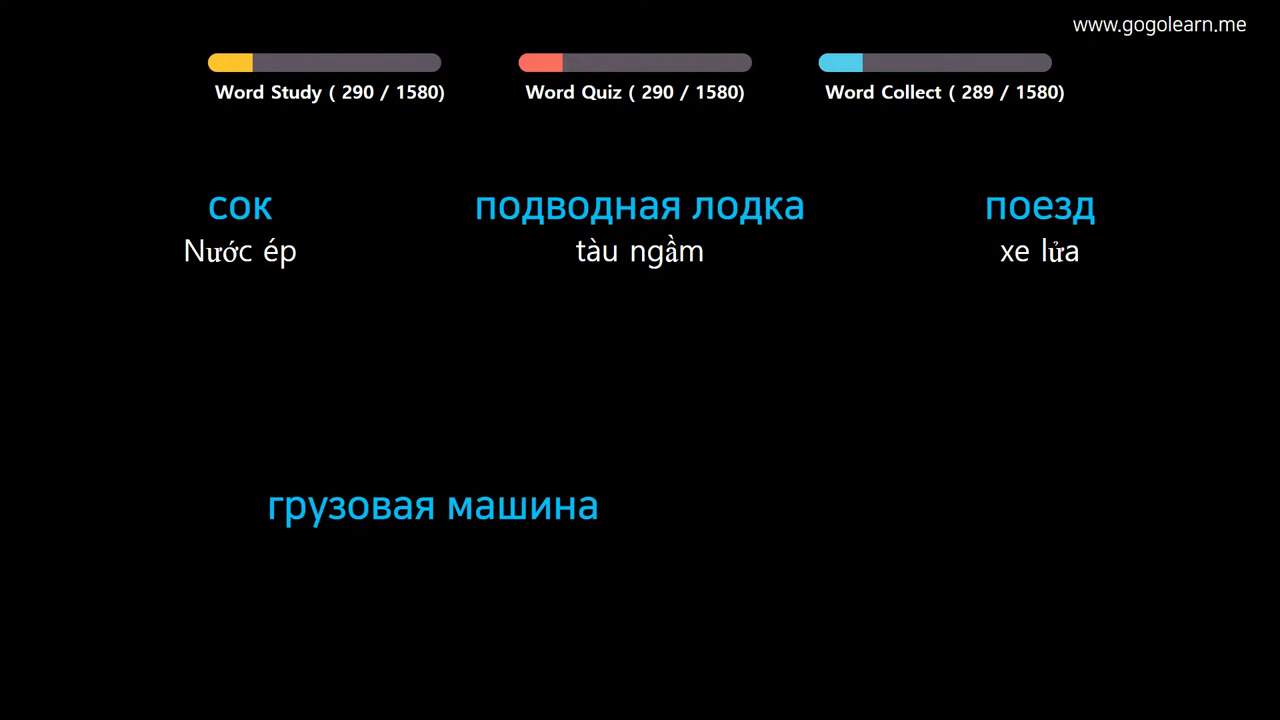 www.gogolearn.me
Word Study ( 290 / 1580)
Word Quiz ( 290 / 1580)
Word Collect ( 289 / 1580)
сок
Nước ép
подводная лодка
tàu ngầm
поезд
xe lửa
грузовая машина